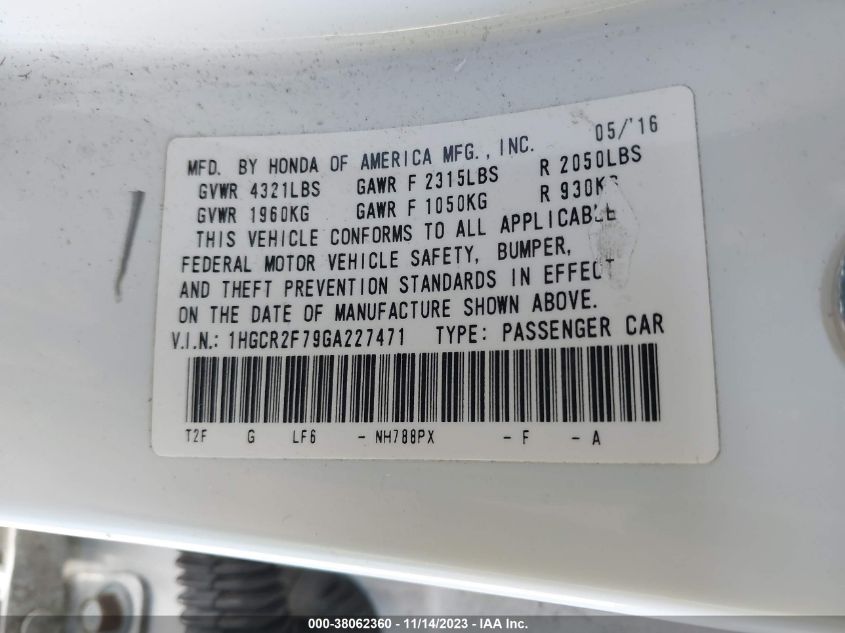 MFD. BY HONDA OF AMERICA MFG., INC. 05/'16
GVWR 4321LBS GAWR F 2315LBS R 2050LBS
GVWR 1960KG GAWR F 1050KG R 930KG
THIS VEHICLE CONFORMS TO ALL APPLICABLE
FEDERAL MOTOR VEHICLE SAFETY, BUMPER,
AND THEFT PREVENTION STANDARDS IN EFFECT
ON THE DATE OF MANUFACTURE SHOWN ABOVE.
V.I.N.: 1HGCR2F79GA227471 TYPE: PASSENGER CAR
T2F G LF6 - NH788PX - F - A
000-38062360 - 11/14/2023 - IAA Inc.